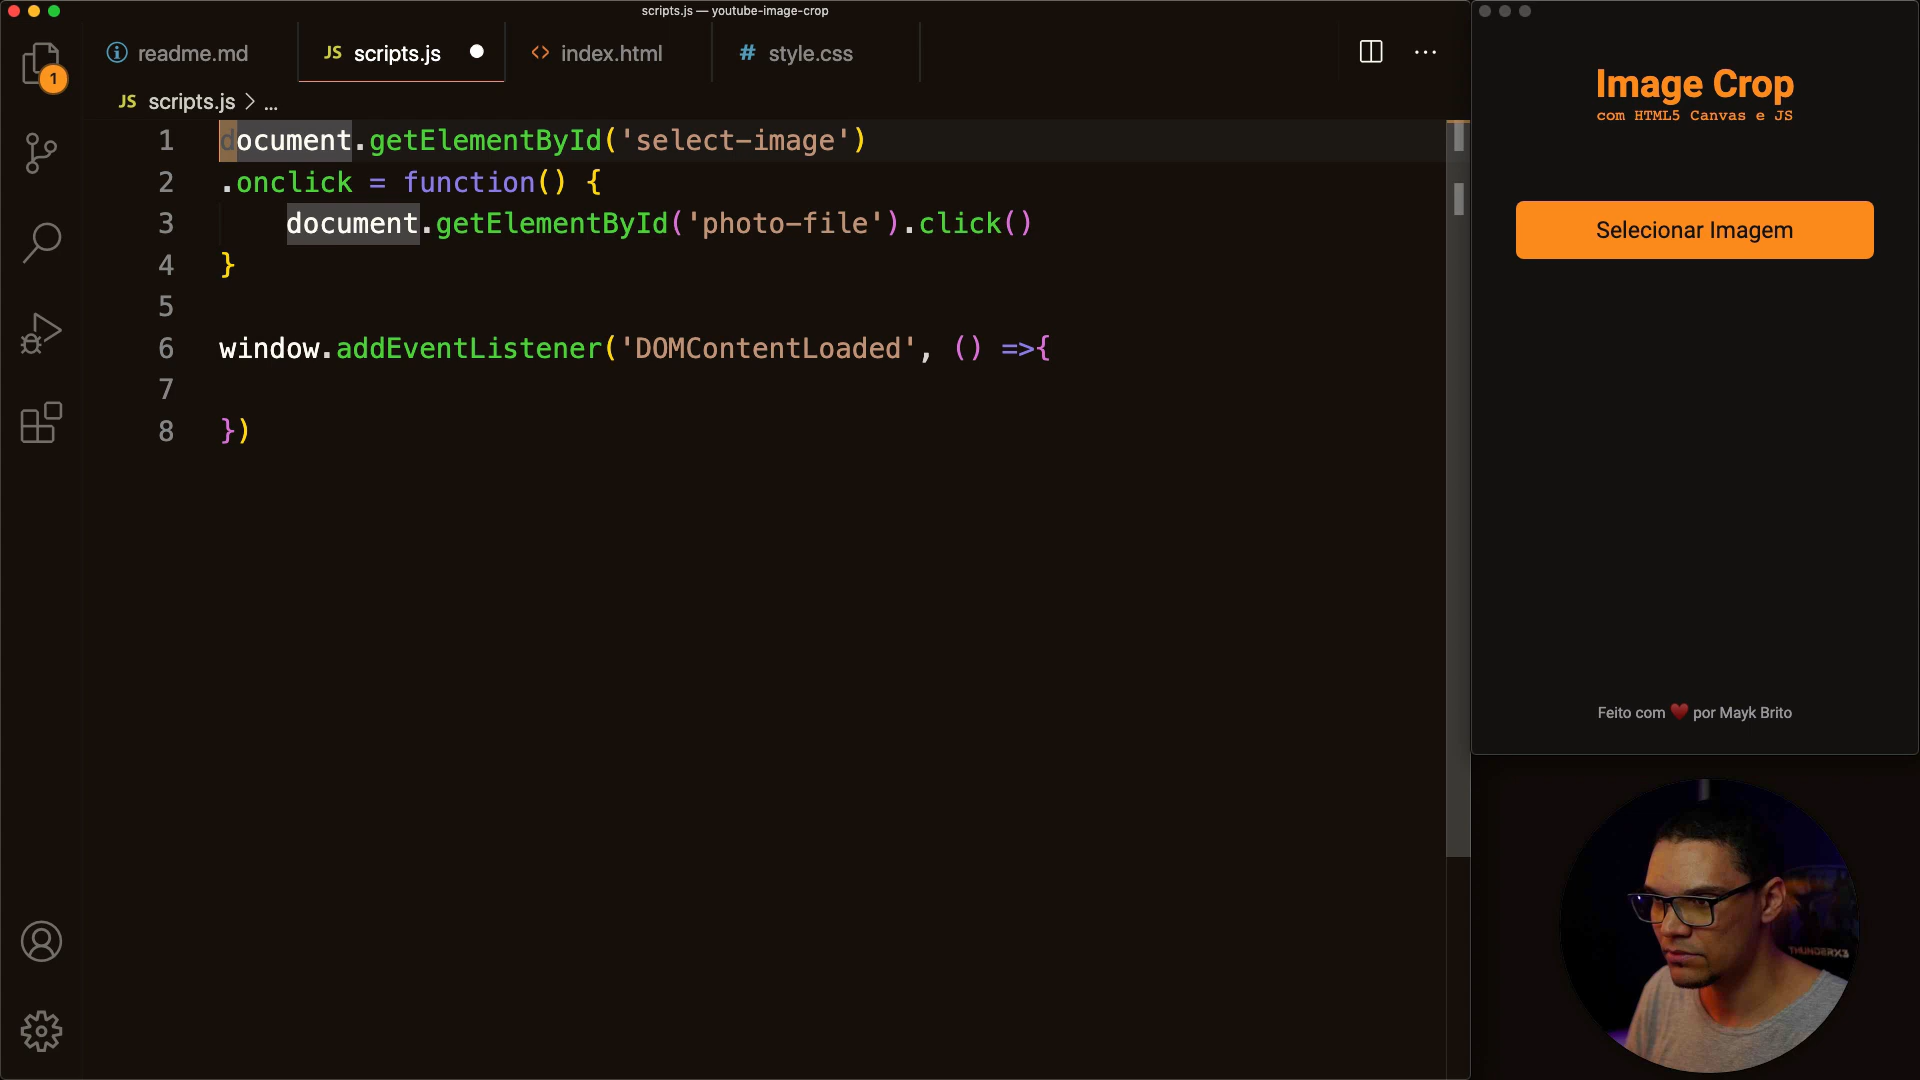 scripts.js — youtube-image-crop
readme.md
JS scripts.js
index.html
# style.css
1
JS scripts.js > ...
1 document.getElementById('select-image')
2 .onclick = function() {
3 document.getElementById('photo-file').click()
4 }
5
6 window.addEventListener('DOMContentLoaded', () =>{
7
8 })
Image Crop
com HTML5 Canvas e JS
Selecionar Imagem
Feito com ❤️ por Mayk Brito
THUNDERX3